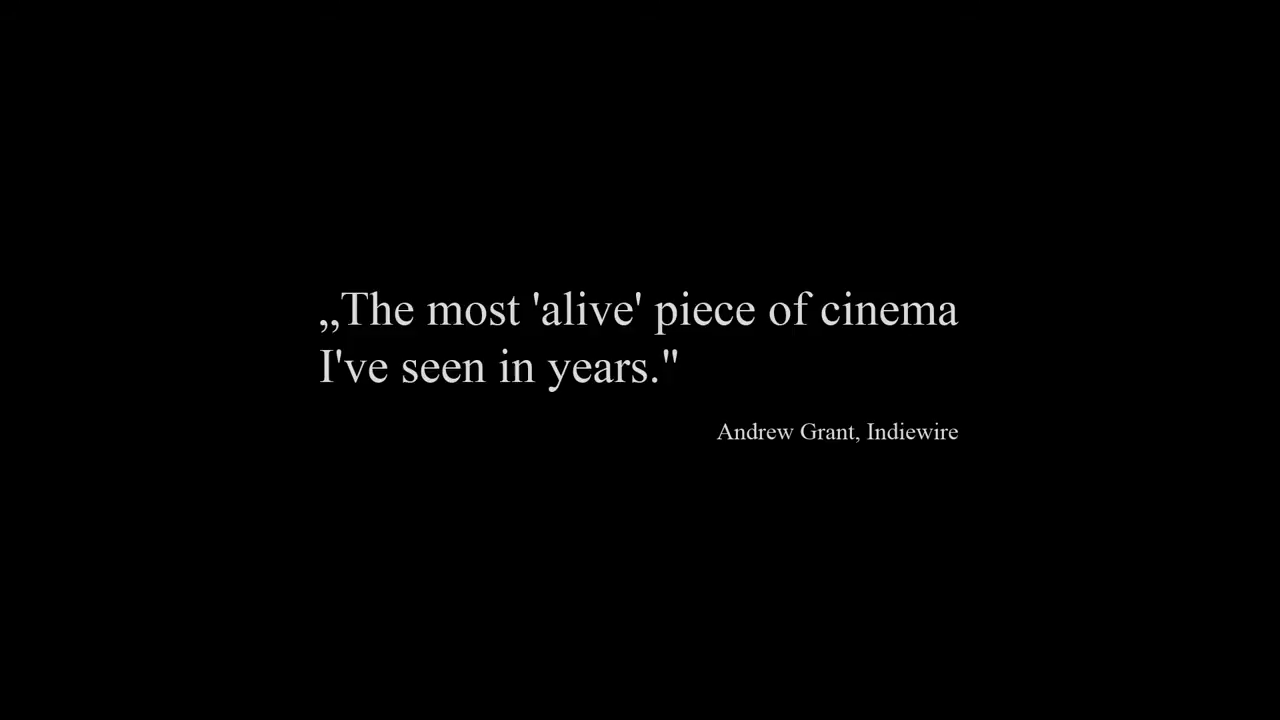 „The most 'alive' piece of cinema
I've seen in years."
Andrew Grant, Indiewire